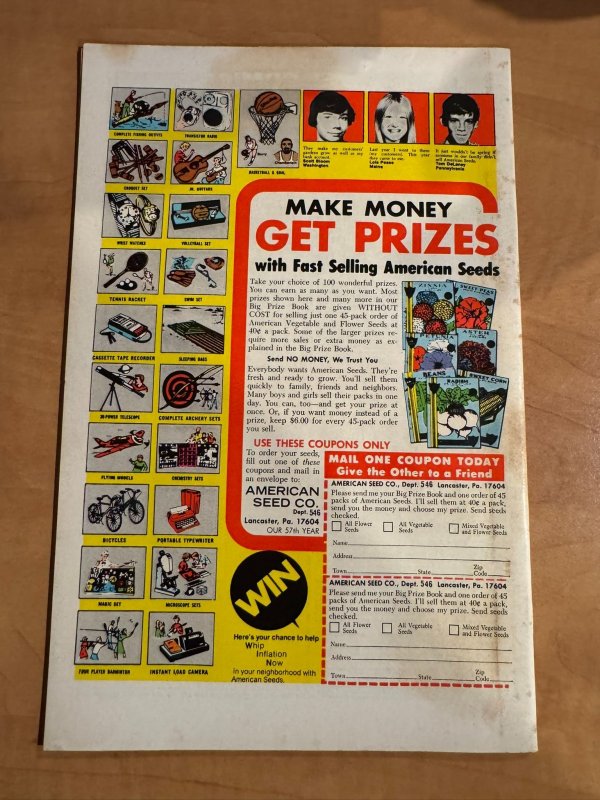 COMPLETE FISHING OUTFITS
TRANSISTOR RADIO
BASKETBALL & GOAL
CROQUET SET
JR. GUITARS
WRIST WATCHES
VOLLEYBALL SET
TENNIS RACKET
SWIM SET
CASSETTE TAPE RECORDER
SLEEPING BAGS
30-POWER TELESCOPE
COMPLETE ARCHERY SETS
FLYING MODELS
CHEMISTRY SETS
BICYCLES
PORTABLE TYPEWRITER
MAGIC SET
MICROSCOPE SETS
FOUR PLAYER BADMINTON
INSTANT LOAD CAMERA
They make my customers'
gardens grow as well as my
bank account.
Scott Bloom
Washington
Last year I went to them
my customers. This year
they came to me.
Lois Pease
Maine
It just wouldn't be spring if
someone in our family didn't
sell American Seeds.
Tom DeLancy
Pennsylvania
MAKE MONEY
GET PRIZES
with Fast Selling American Seeds
Take your choice of 100 wonderful prizes.
You can earn as many as you want. Most
prizes shown here and many more in our
Big Prize Book are given WITHOUT
COST for selling just one 45-pack order of
American Vegetable and Flower Seeds at
40¢ a pack. Some of the larger prizes re-
quire more sales or extra money as ex-
plained in the Big Prize Book.
Send NO MONEY, We Trust You
Everybody wants American Seeds. They're
fresh and ready to grow. You'll sell them
quickly to family, friends and neighbors.
Many boys and girls sell their packs in one
day. You can, too—and get your prize at
once. Or, if you want money instead of a
prize, keep $6.00 for every 45-pack order
you sell.
ZINNIA
SWEET PEAS
PETUNIA
ASTER
BEANS
RADISH
SWEET CORN
USE THESE COUPONS ONLY
To order your seeds,
fill out one of these
coupons and mail in
an envelope to:
AMERICAN
SEED CO.
Dept. 546
Lancaster, Pa. 17604
OUR 57th YEAR
WIN
Here's your chance to help
Whip
Inflation
Now
in your neighborhood with
American Seeds.
MAIL ONE COUPON TODAY
Give the Other to a Friend
AMERICAN SEED CO., Dept. 546 Lancaster, Pa. 17604
Please send me your Big Prize Book and one order of 45
packs of American Seeds. I'll sell them at 40¢ a pack,
send you the money and choose my prize. Send seeds
checked.
All Flower Seeds
All Vegetable Seeds
Mixed Vegetable and Flower Seeds
Name
Address
Town State Zip Code
AMERICAN SEED CO., Dept. 546 Lancaster, Pa. 17604
Please send me your Big Prize Book and one order of 45
packs of American Seeds. I'll sell them at 40¢ a pack,
send you the money and choose my prize. Send seeds
checked.
All Flower Seeds
All Vegetable Seeds
Mixed Vegetable and Flower Seeds
Name
Address
Town State Zip Code